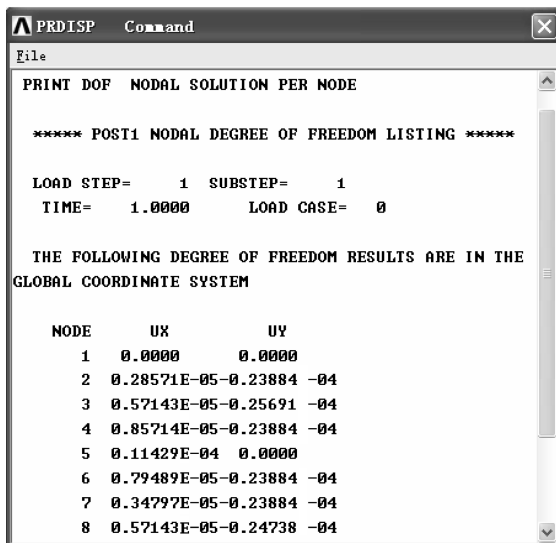 PRDISP Command
File
PRINT DOF NODAL SOLUTION PER NODE
***** POST1 NODAL DEGREE OF FREEDOM LISTING *****
LOAD STEP= 1 SUBSTEP= 1
TIME= 1.0000 LOAD CASE= 0
THE FOLLOWING DEGREE OF FREEDOM RESULTS ARE IN THE
GLOBAL COORDINATE SYSTEM
NODE UX UY
1 0.0000 0.0000
2 0.28571E-05-0.23884 -04
3 0.57143E-05-0.25691 -04
4 0.85714E-05-0.23884 -04
5 0.11429E-04 0.0000
6 0.79489E-05-0.23884 -04
7 0.34797E-05-0.23884 -04
8 0.57143E-05-0.24738 -04